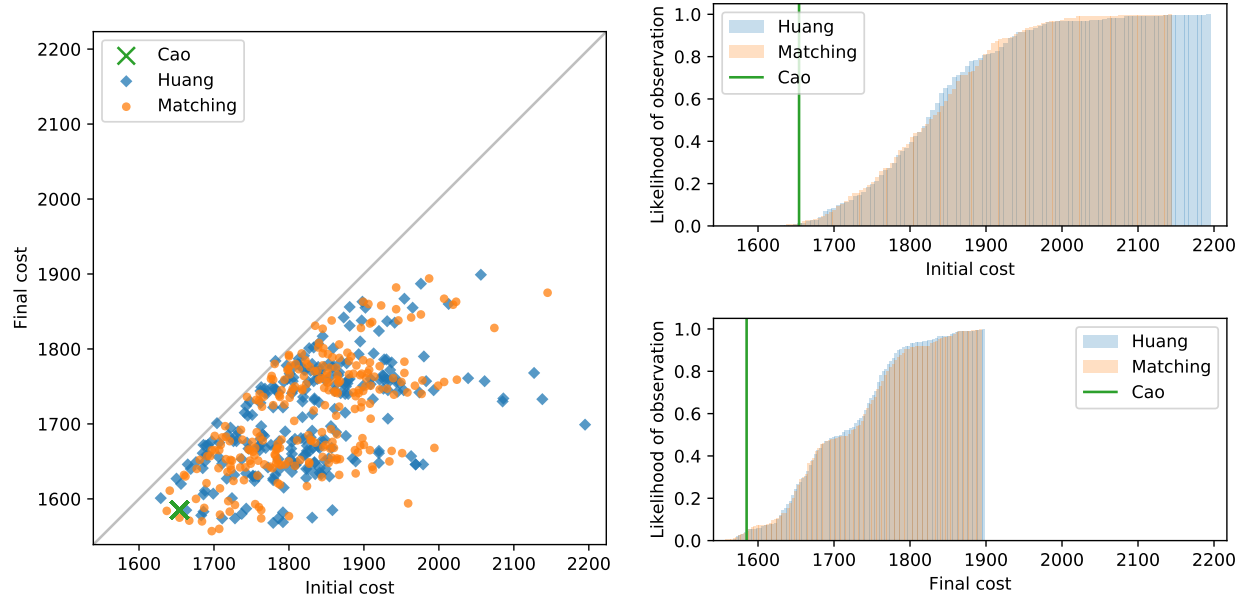 2200
2100
2000
1900
1800
1700
1600
Final cost
Cao
Huang
Matching
1600 1700 1800 1900 2000 2100 2200
Initial cost
1.0
0.8
0.6
0.4
0.2
0.0
Likelihood of observation
Huang
Matching
Cao
1600 1700 1800 1900 2000 2100 2200
Initial cost
1.0
0.8
0.6
0.4
0.2
0.0
Likelihood of observation
Huang
Matching
Cao
1600 1700 1800 1900 2000 2100 2200
Final cost